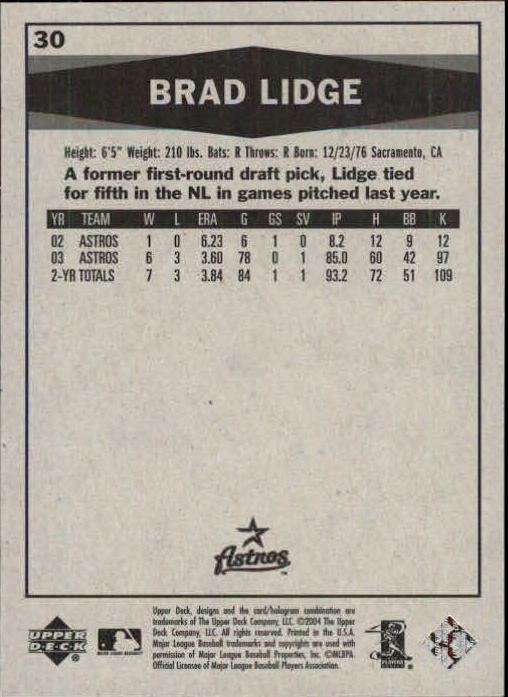 30
BRAD LIDGE
Height: 6'5" Weight: 210 lbs. Bats: R Throws: R Born: 12/23/76 Sacramento, CA
A former first-round draft pick, Lidge tied
for fifth in the NL in games pitched last year.
YR TEAM W L ERA G GS SV IP H BB K
02 ASTROS 1 0 6.23 6 1 0 8.2 12 9 12
03 ASTROS 6 3 3.60 78 0 1 85.0 60 42 97
2-YR TOTALS 7 3 3.84 84 1 1 93.2 72 51 109
Astros
Upper Deck, designs and the card/hologram combination are
trademarks of The Upper Deck Company, LLC. ©2004 The Upper
Deck Company, LLC. All rights reserved. Printed in the U.S.A.
Major League Baseball trademarks and copyrights are used with
permission of Major League Baseball Properties, Inc. ©MLBPA
Official Licensee of Major League Baseball Players Association.
UPPER
DECK
PLAYERS